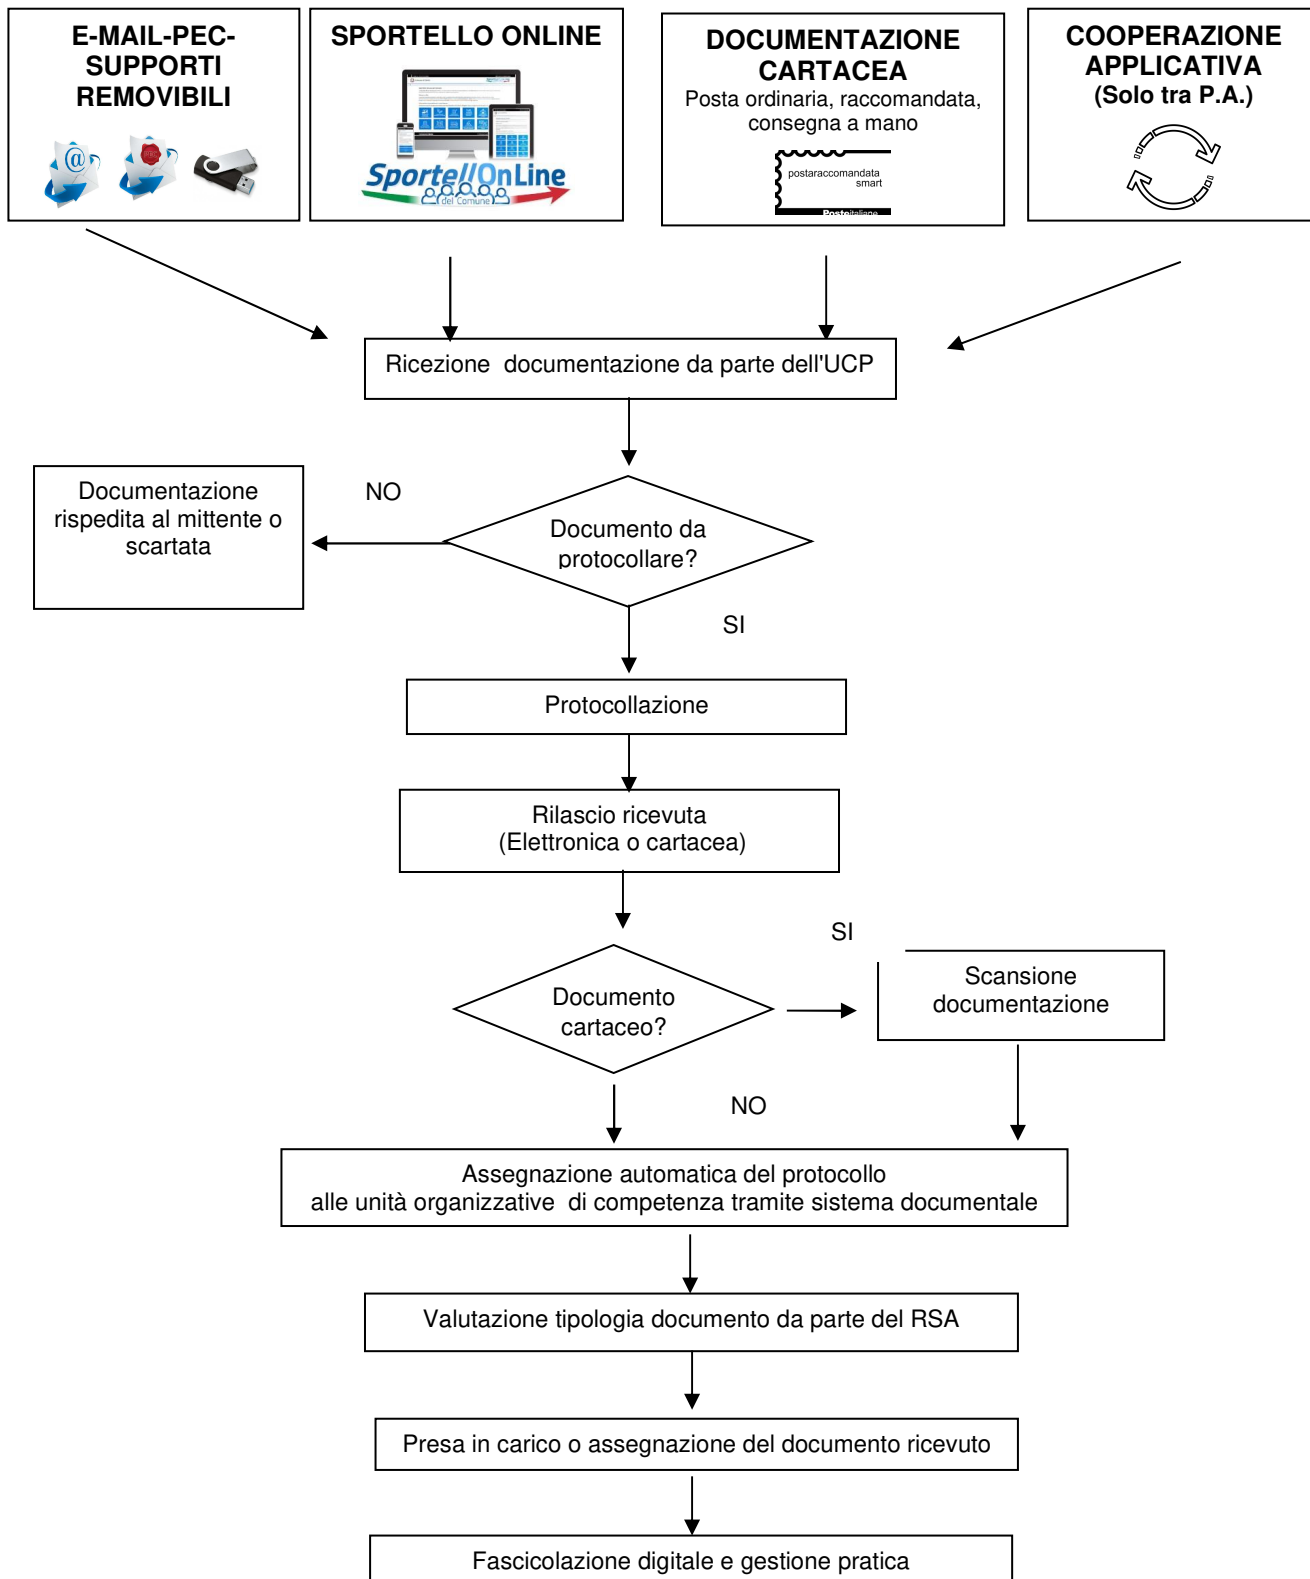 E-MAIL-PEC-
SUPPORTI
REMOVIBILI
SPORTELLO ONLINE
SportellOnLine
del Comune
DOCUMENTAZIONE
CARTACEA
Posta ordinaria, raccomandata,
consegna a mano
postaraccomandata
smart
Posteitaliane
COOPERAZIONE
APPLICATIVA
(Solo tra P.A.)
Ricezione documentazione da parte dell'UCP
Documentazione
rispedita al mittente o
scartata
NO
Documento da
protocollare?
SI
Protocollazione
Rilascio ricevuta
(Elettronica o cartacea)
SI
Documento
cartaceo?
Scansione
documentazione
NO
Assegnazione automatica del protocollo
alle unità organizzative di competenza tramite sistema documentale
Valutazione tipologia documento da parte del RSA
Presa in carico o assegnazione del documento ricevuto
Fascicolazione digitale e gestione pratica